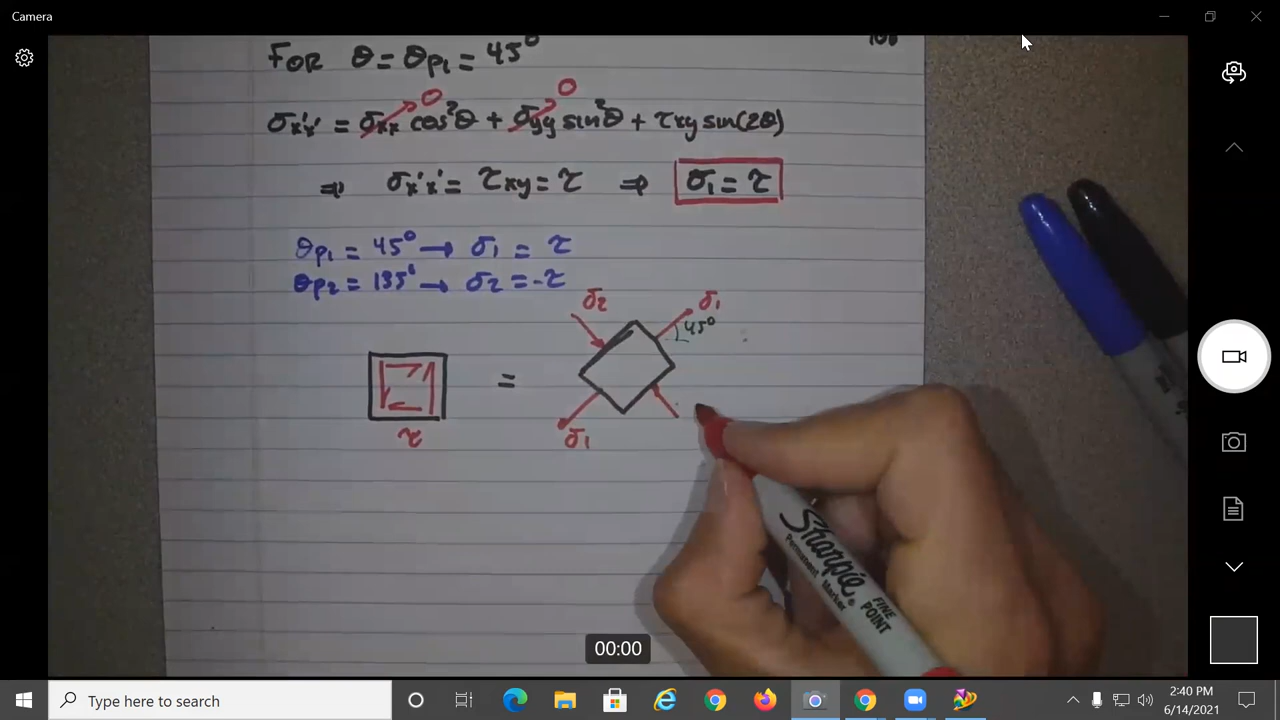 Camera
FOR θ = θp₁ = 45°
σx'x' = σxx cos²θ + σyy sin²θ + τxy sin(2θ)
0 0
⇒ σx'x' = τxy = τ ⇒ σ₁ = τ
θp₁ = 45° → σ₁ = τ
θp₂ = 135° → σ₂ = -τ
σ₂ σ₁
45°
=
τ σ₁
Sharpie
Permanent Marker
FINE POINT
00:00
Type here to search
2:40 PM
6/14/2021